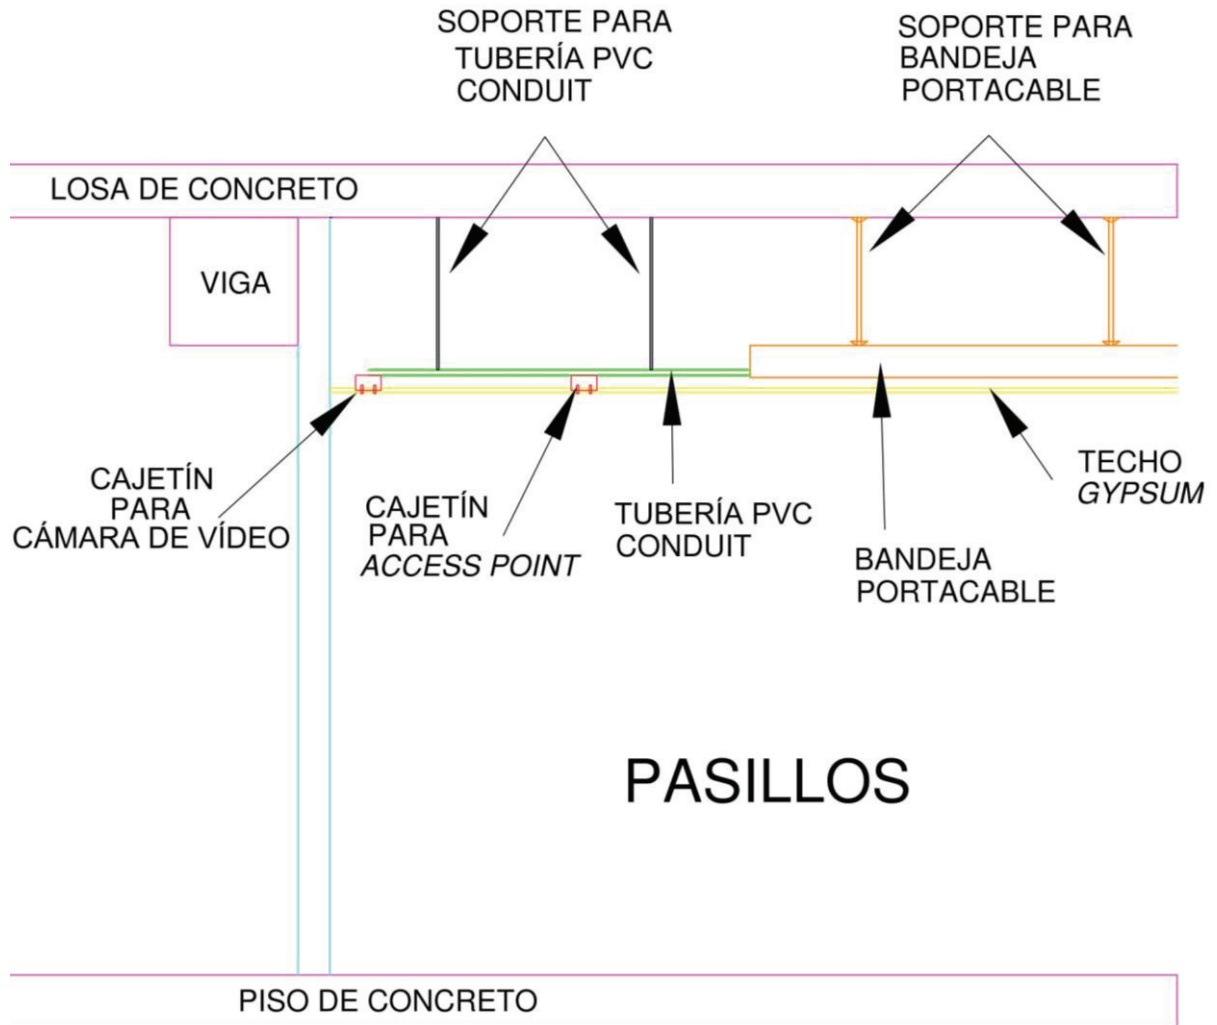 SOPORTE PARA
TUBERÍA PVC
CONDUIT
SOPORTE PARA
BANDEJA
PORTACABLE
LOSA DE CONCRETO
VIGA
CAJETÍN
PARA
CÁMARA DE VÍDEO
CAJETÍN
PARA
ACCESS POINT
TUBERÍA PVC
CONDUIT
BANDEJA
PORTACABLE
TECHO
GYPSUM
PASILLOS
PISO DE CONCRETO